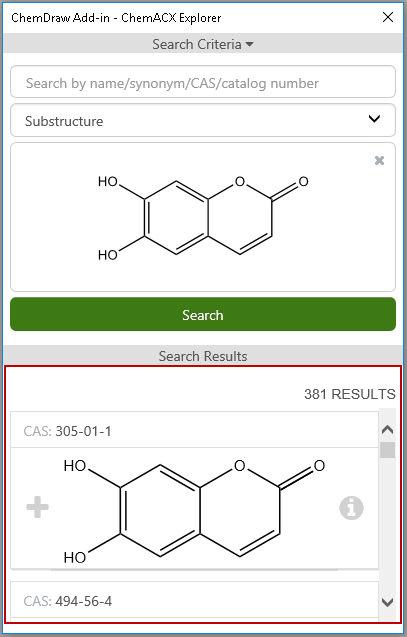 ChemDraw Add-in - ChemACX Explorer
Search Criteria
Search by name/synonym/CAS/catalog number
Substructure
HO
O
O
HO
Search
Search Results
381 RESULTS
CAS: 305-01-1
HO
O
O
HO
CAS: 494-56-4